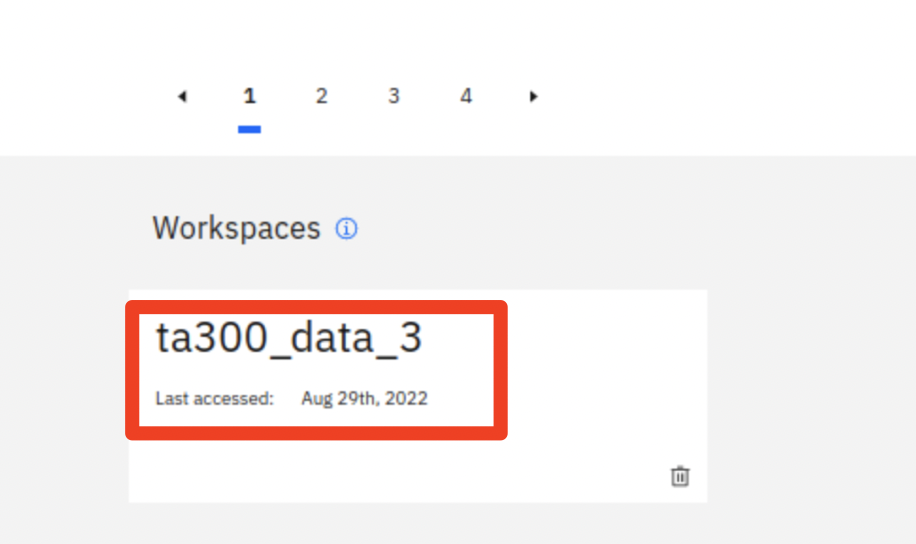 1 2 3 4
Workspaces
ta300_data_3
Last accessed: Aug 29th, 2022